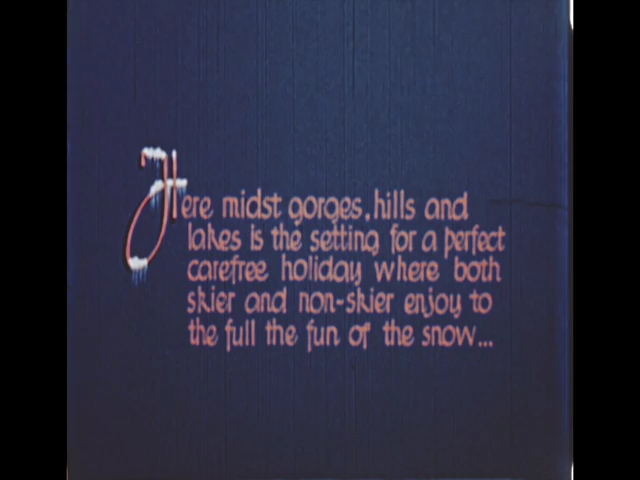 Here midst gorges, hills and
lakes is the setting for a perfect
carefree holiday where both
skier and non-skier enjoy to
the full the fun of the snow...